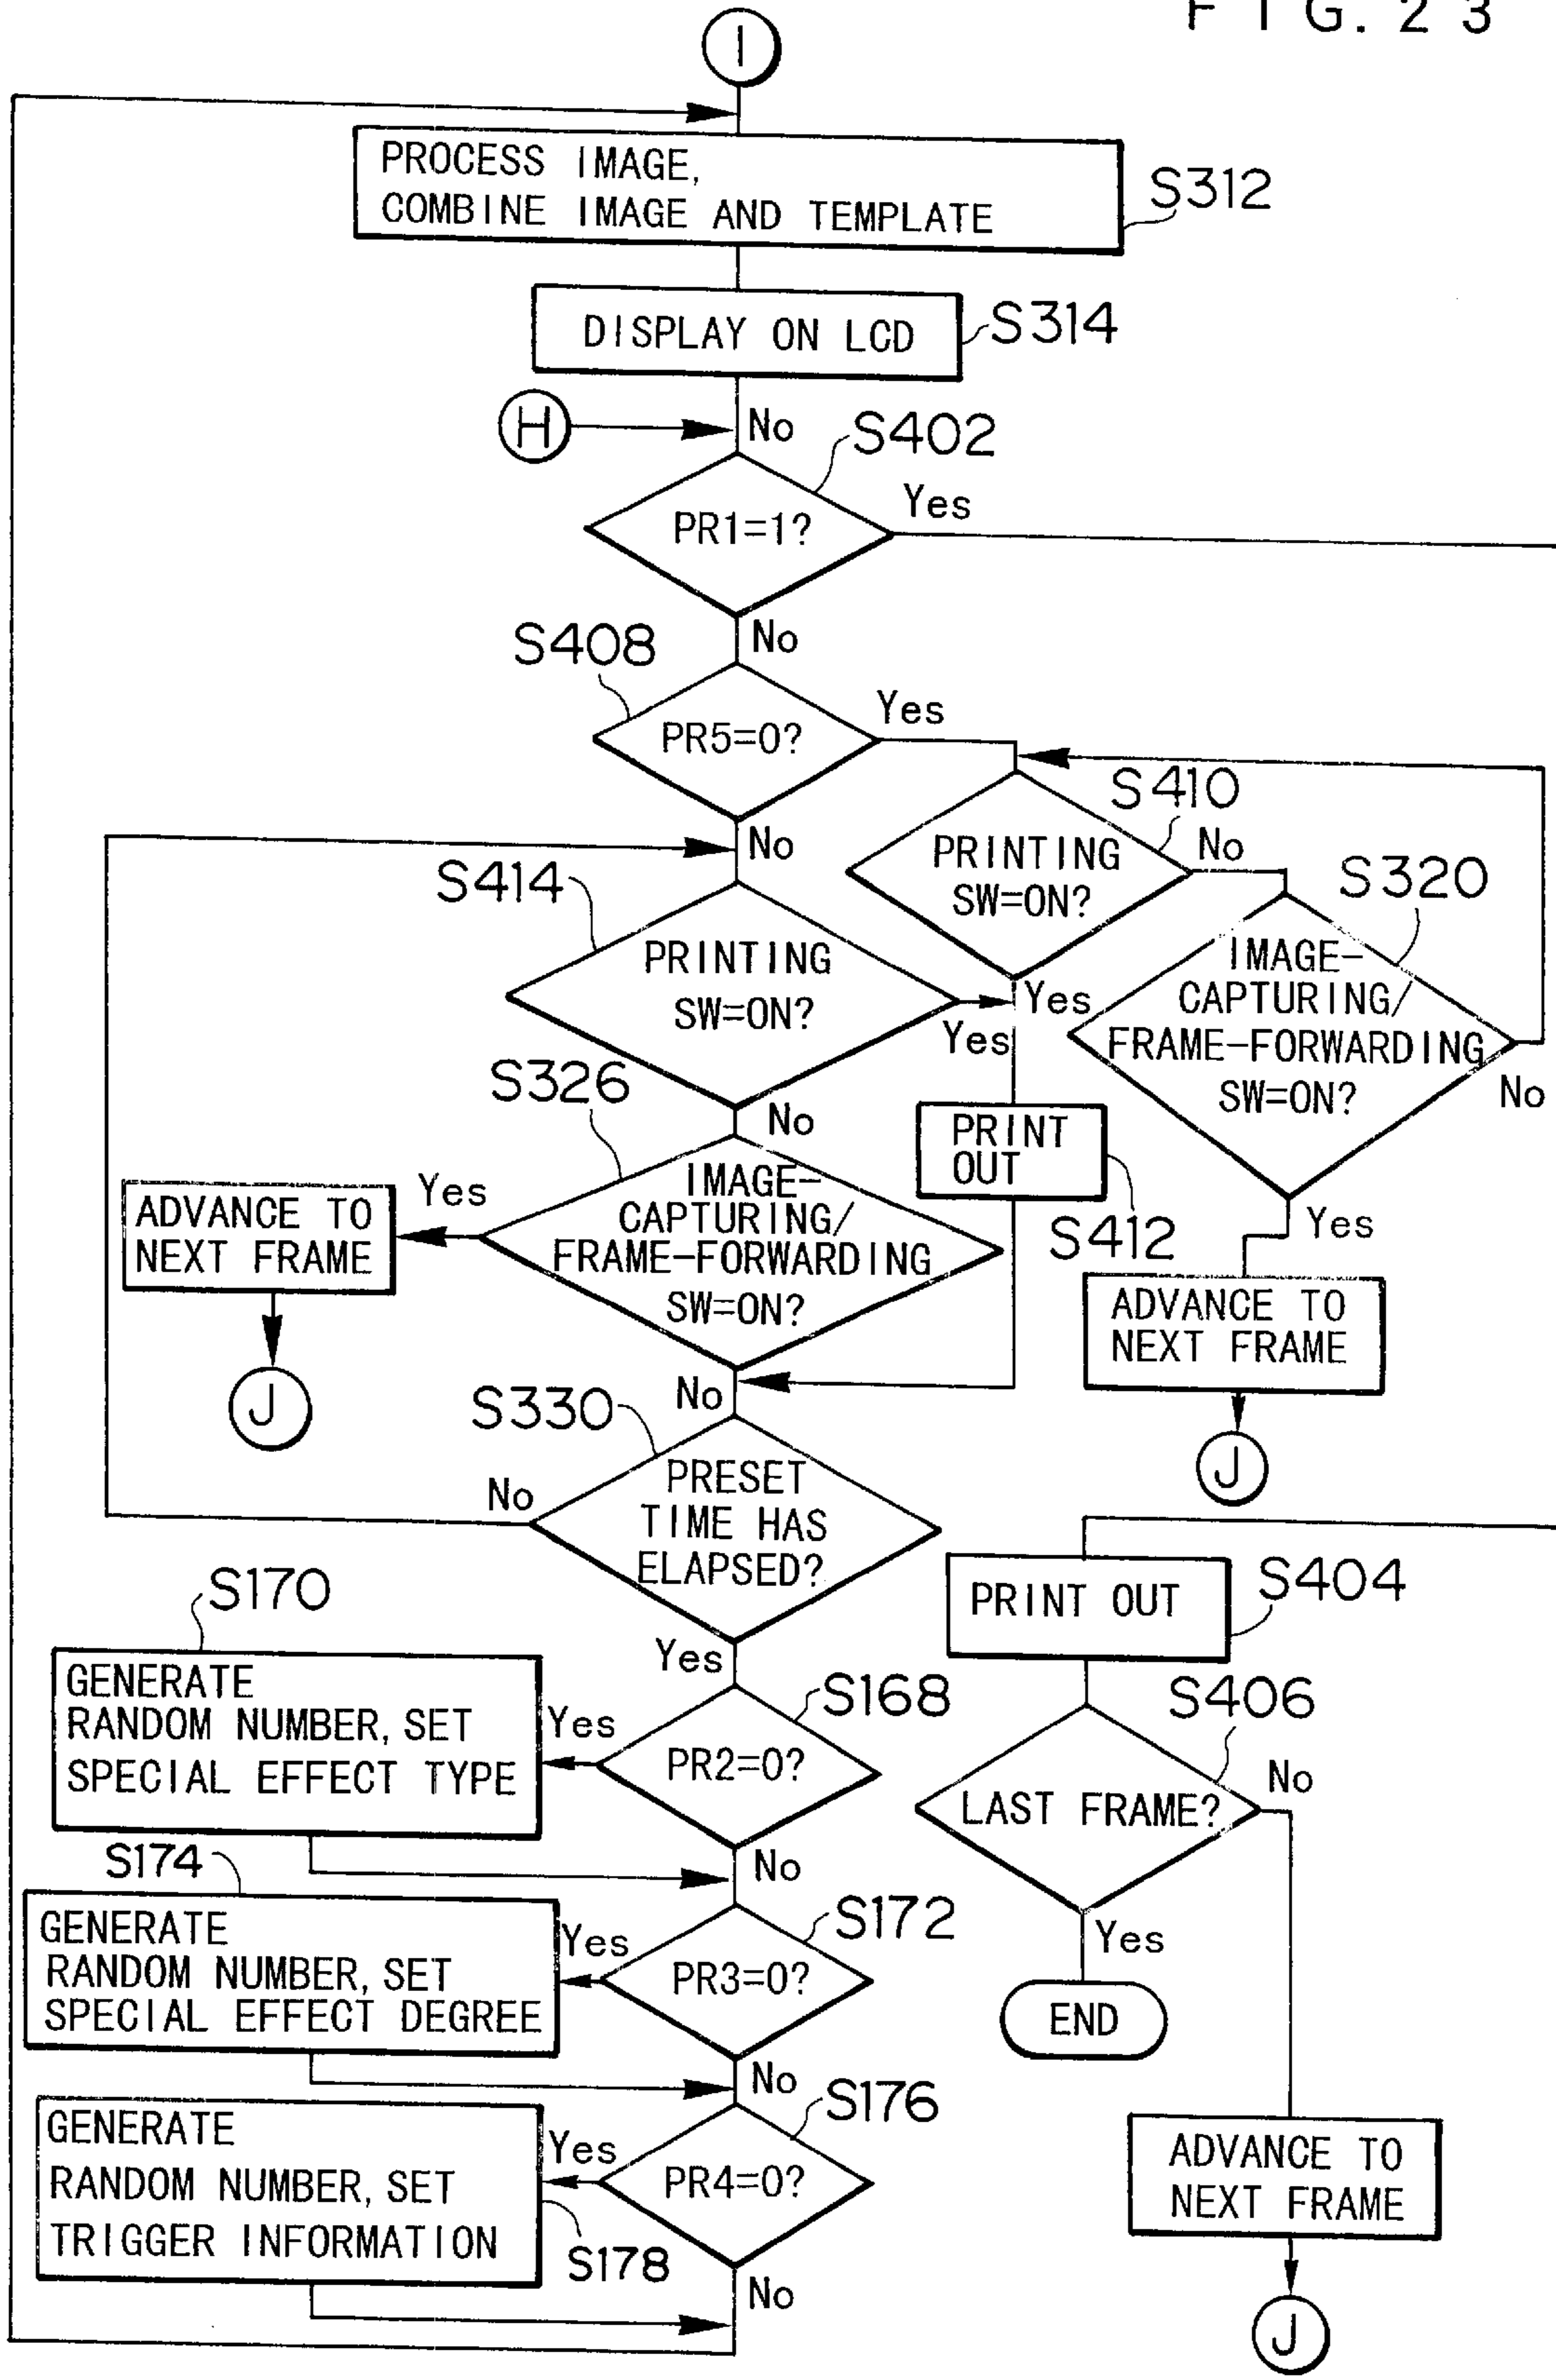 FIG. 23
I
PROCESS IMAGE,
COMBINE IMAGE AND TEMPLATE
S312
DISPLAY ON LCD
S314
H
No
S402
PR1=1?
Yes
No
S408
PR5=0?
Yes
No
S410
PRINTING
SW=ON?
No
Yes
S320
IMAGE-
CAPTURING/
FRAME-FORWARDING
SW=ON?
No
Yes
ADVANCE TO
NEXT FRAME
J
S414
PRINTING
SW=ON?
Yes
No
PRINT
OUT
S412
S326
IMAGE-
CAPTURING/
FRAME-FORWARDING
SW=ON?
Yes
ADVANCE TO
NEXT FRAME
J
No
S330
PRESET
TIME HAS
ELAPSED?
No
Yes
S168
PR2=0?
Yes
S170
GENERATE
RANDOM NUMBER, SET
SPECIAL EFFECT TYPE
No
S172
PR3=0?
Yes
S174
GENERATE
RANDOM NUMBER, SET
SPECIAL EFFECT DEGREE
No
S176
PR4=0?
Yes
GENERATE
RANDOM NUMBER, SET
TRIGGER INFORMATION
S178
No
PRINT OUT
S404
S406
LAST FRAME?
No
Yes
END
ADVANCE TO
NEXT FRAME
J